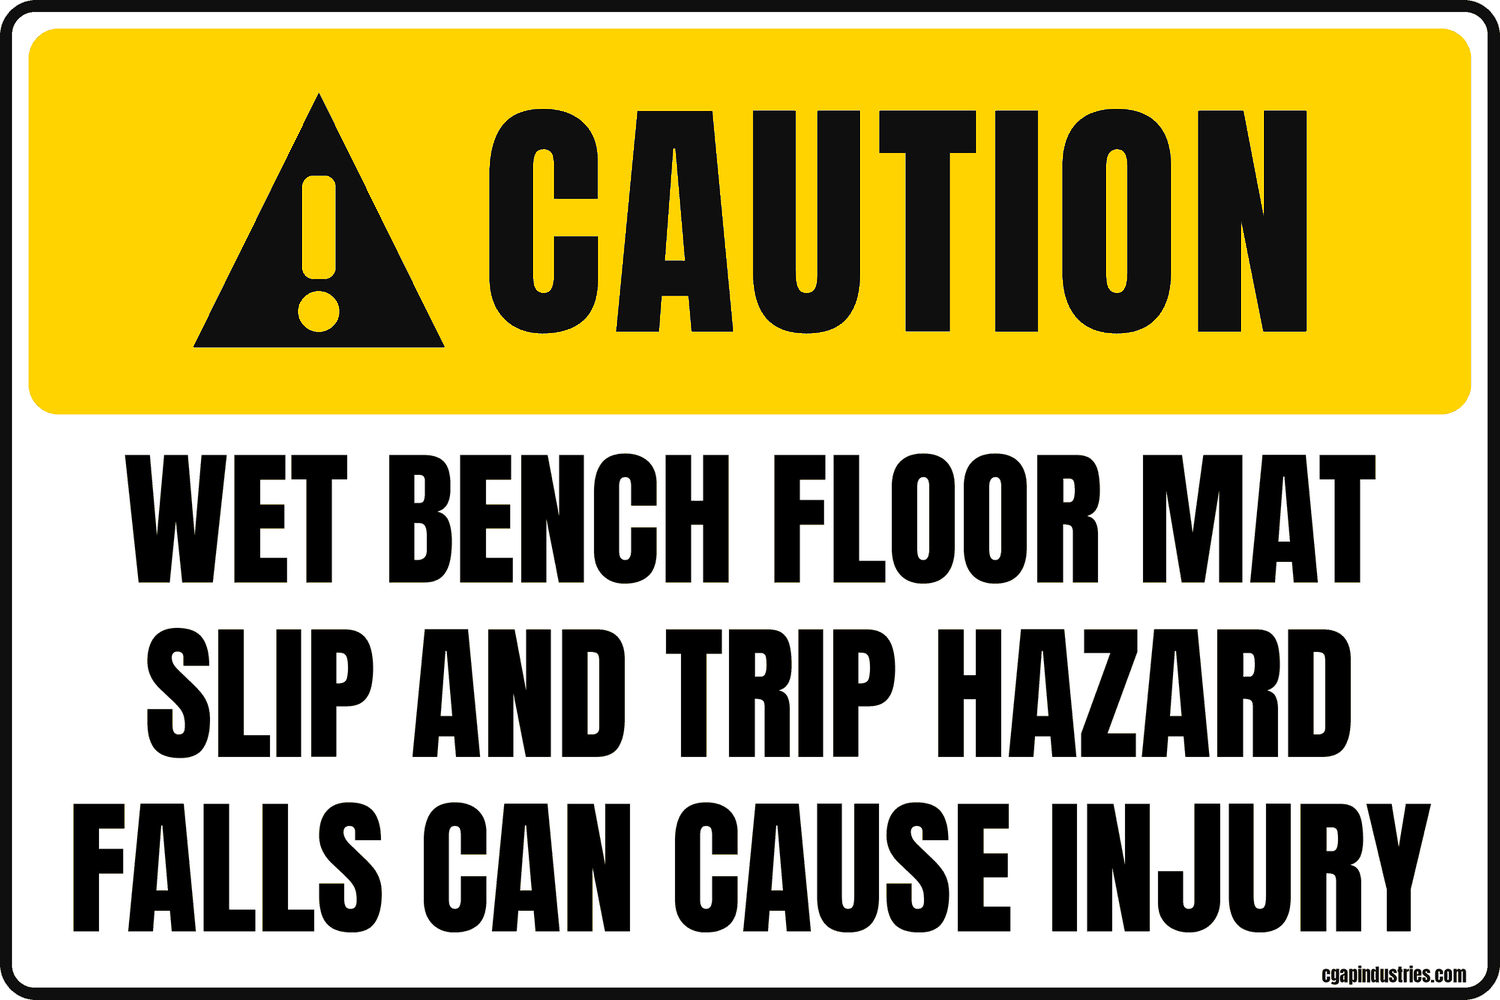 CAUTION
WET BENCH FLOOR MAT
SLIP AND TRIP HAZARD
FALLS CAN CAUSE INJURY
cgapindustries.com